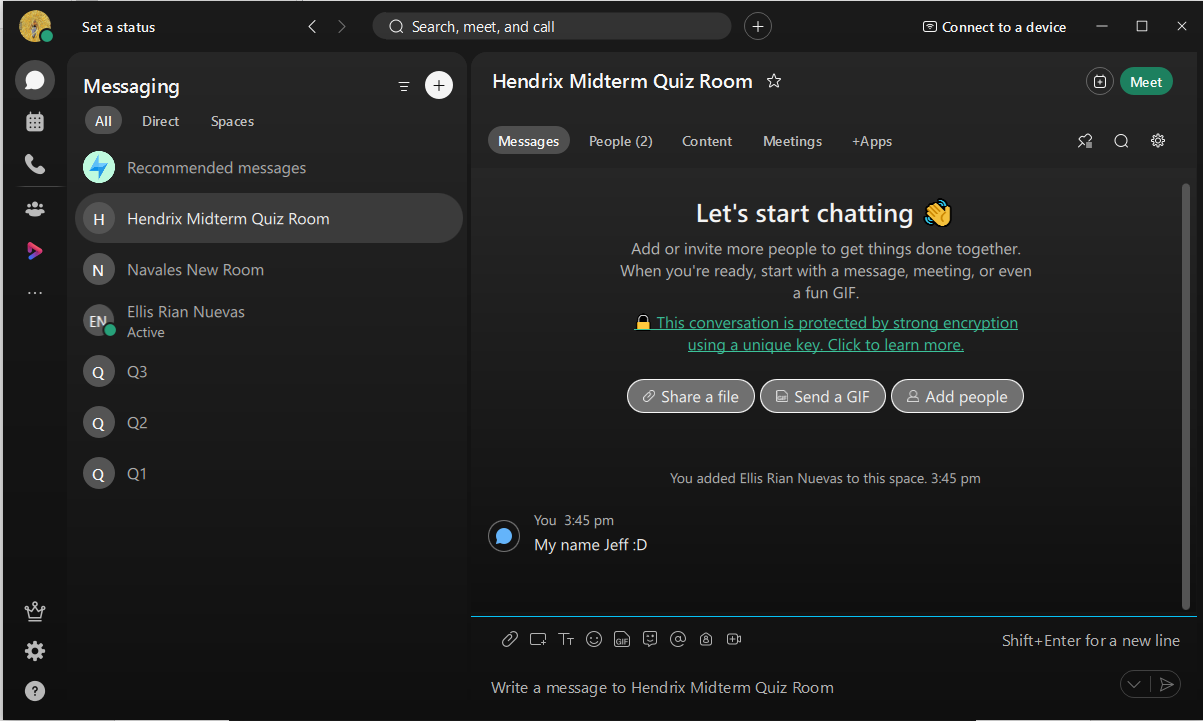 Set a status
Search, meet, and call
Connect to a device
Messaging
All
Direct
Spaces
Recommended messages
H
Hendrix Midterm Quiz Room
N
Navales New Room
EN
Ellis Rian Nuevas
Active
Q
Q3
Q
Q2
Q
Q1
Hendrix Midterm Quiz Room
Meet
Messages
People (2)
Content
Meetings
+Apps
Let's start chatting 👋
Add or invite more people to get things done together.
When you're ready, start with a message, meeting, or even
a fun GIF.
🔒 This conversation is protected by strong encryption
using a unique key. Click to learn more.
Share a file
GIF
Send a GIF
Add people
You added Ellis Rian Nuevas to this space. 3:45 pm
You 3:45 pm
My name Jeff :D
GIF
Shift+Enter for a new line
Write a message to Hendrix Midterm Quiz Room